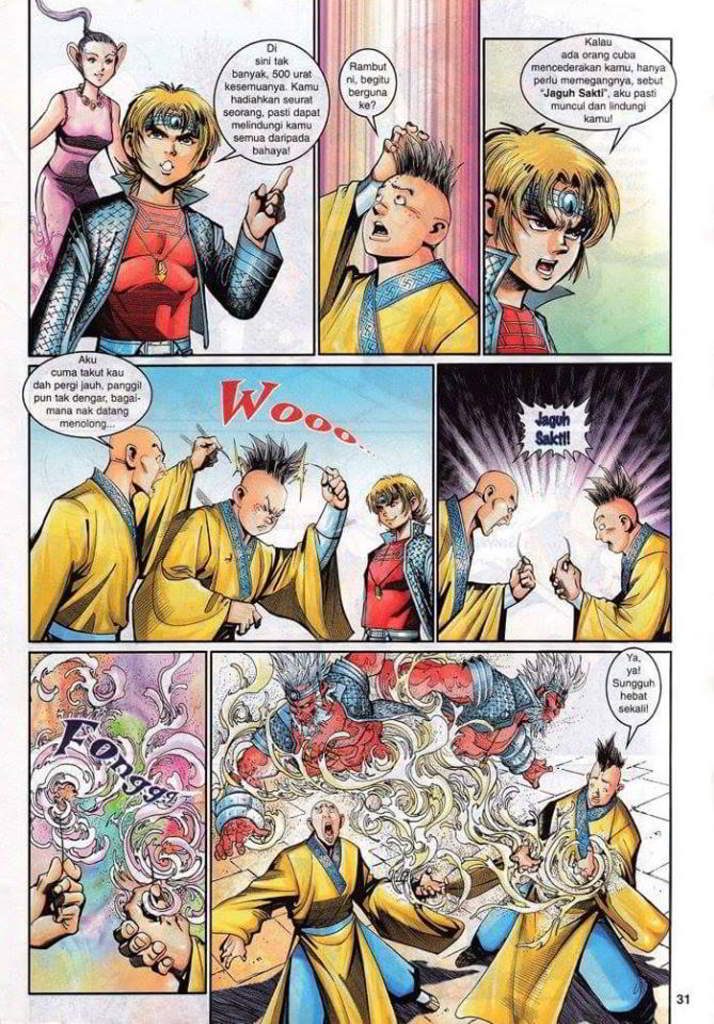 Di
sini tak
banyak, 500 urat
kesemuanya. Kamu
hadiahkan seurat
seorang, pasti dapat
melindungi kamu
semua daripada
bahaya!
Rambut
ni, begitu
berguna
ke?
Kalau
ada orang cuba
mencederakan kamu, hanya
perlu memegangnya, sebut
"Jaguh Sakti", aku pasti
muncul dan lindungi
kamu!
Aku
cuma takut kau
dah pergi jauh, panggil
pun tak dengar, bagai-
mana nak datang
menolong...
Wooo...
Jaguh
Sakti!
Fonggg
Ya,
ya!
Sungguh
hebat
sekali!
31